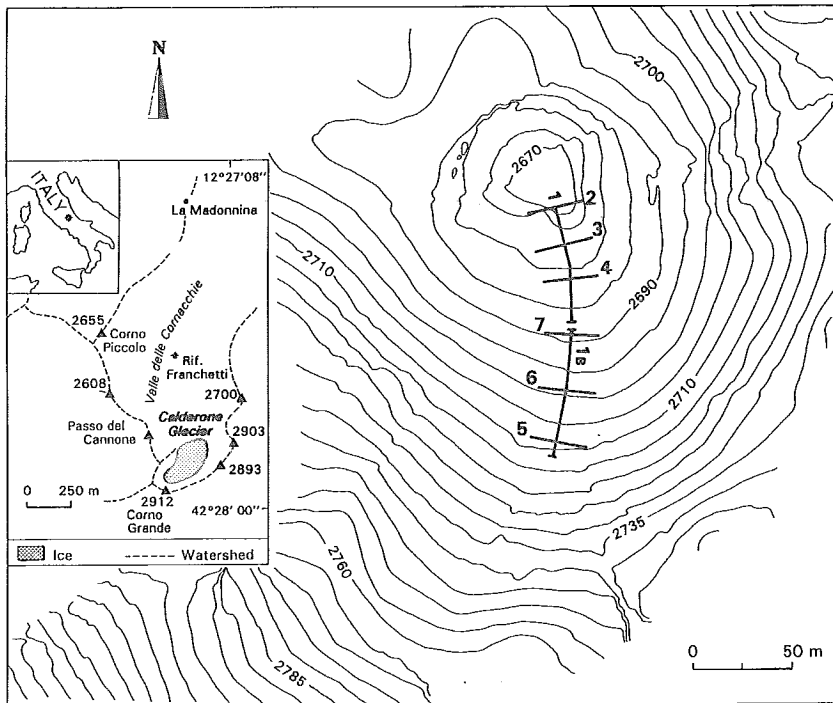 N
ITALY
12°27'08''
La Madonnina
Valle delle Cornacchie
2655
Corno
Piccolo
Rif.
Franchetti
2608
2700
Calderone
Glacier
Passo del
Cannone
2903
2893
2912
Corno
Grande
0 250 m
42°28' 00''
Ice
Watershed
2700
2670
1
2
3
4
2710
2690
7
1B
6
2710
5
2735
2760
2785
0 50 m